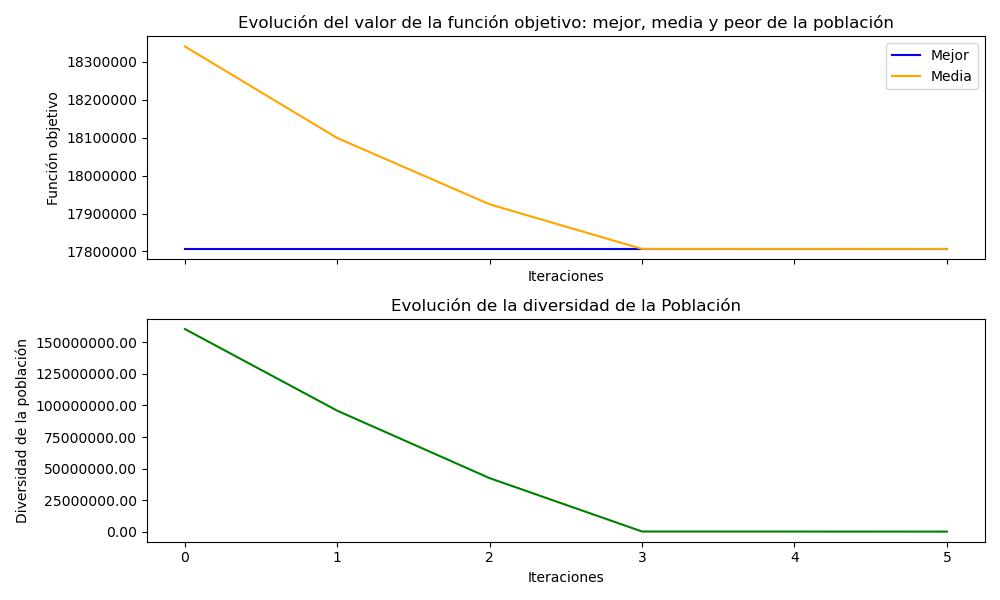 Evolución del valor de la función objetivo: mejor, media y peor de la población
Función objetivo
18300000
18200000
18100000
18000000
17900000
17800000
Mejor
Media
Iteraciones
Evolución de la diversidad de la Población
Diversidad de la población
150000000.00
125000000.00
100000000.00
75000000.00
50000000.00
25000000.00
0.00
0 1 2 3 4 5
Iteraciones